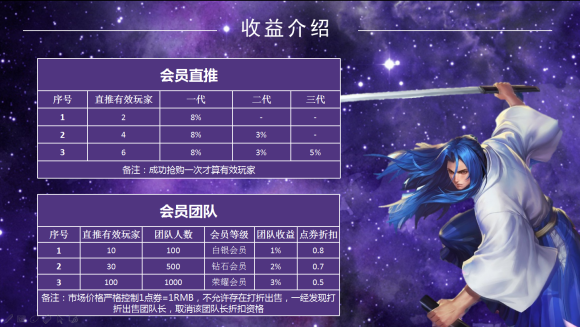 收益介绍
会员直推
序号 直推有效玩家 一代 二代 三代
1 2 8% - -
2 4 8% 3% -
3 6 8% 3% 5%
备注：成功抢购一次才算有效玩家
会员团队
序号 直推有效玩家 团队人数 会员等级 团队收益 点券折扣
1 10 100 白银会员 1% 0.8
2 30 500 钻石会员 2% 0.7
3 100 1000 荣耀会员 3% 0.5
备注：市场价格严格控制1点券=1RMB，不允许存在打折出售，一经发现打
折出售团队长，取消该团队长折扣资格